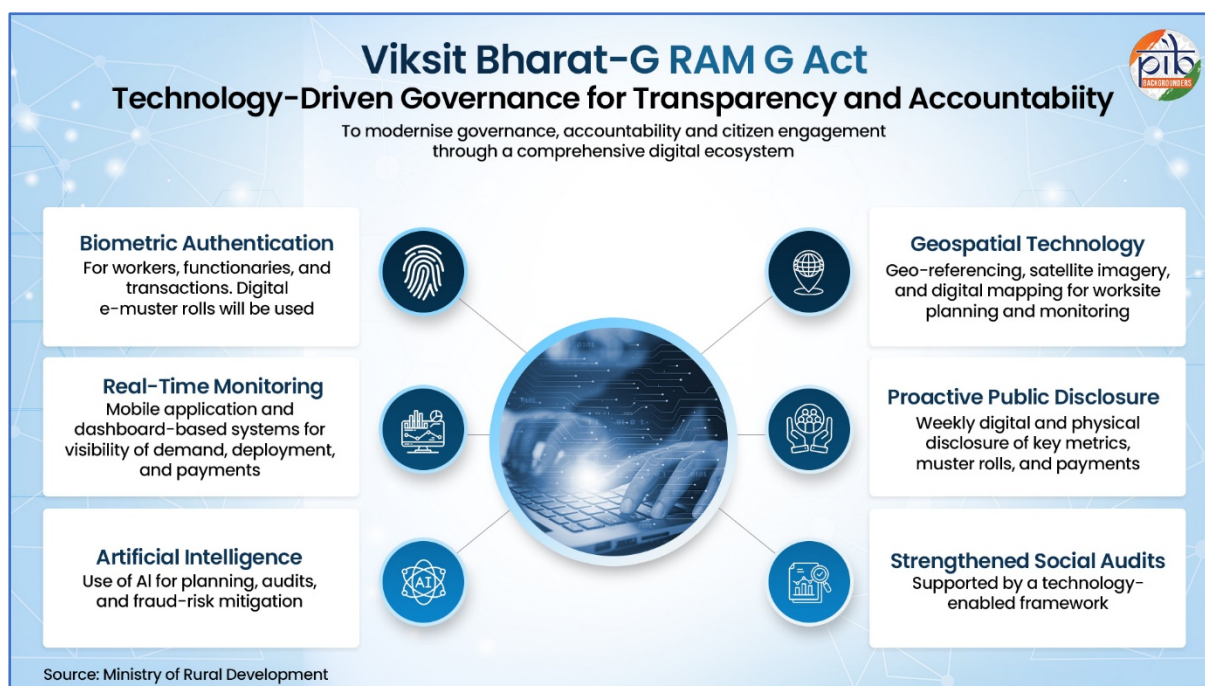 Viksit Bharat-G RAM G Act
Technology-Driven Governance for Transparency and Accountabiity
To modernise governance, accountability and citizen engagement
through a comprehensive digital ecosystem
pib
BACKGROUNDERS
Biometric Authentication
For workers, functionaries, and
transactions. Digital
e-muster rolls will be used
Real-Time Monitoring
Mobile application and
dashboard-based systems for
visibility of demand, deployment,
and payments
Artificial Intelligence
Use of AI for planning, audits,
and fraud-risk mitigation
AI
Geospatial Technology
Geo-referencing, satellite imagery,
and digital mapping for worksite
planning and monitoring
Proactive Public Disclosure
Weekly digital and physical
disclosure of key metrics,
muster rolls, and payments
Strengthened Social Audits
Supported by a technology-
enabled framework
Source: Ministry of Rural Development